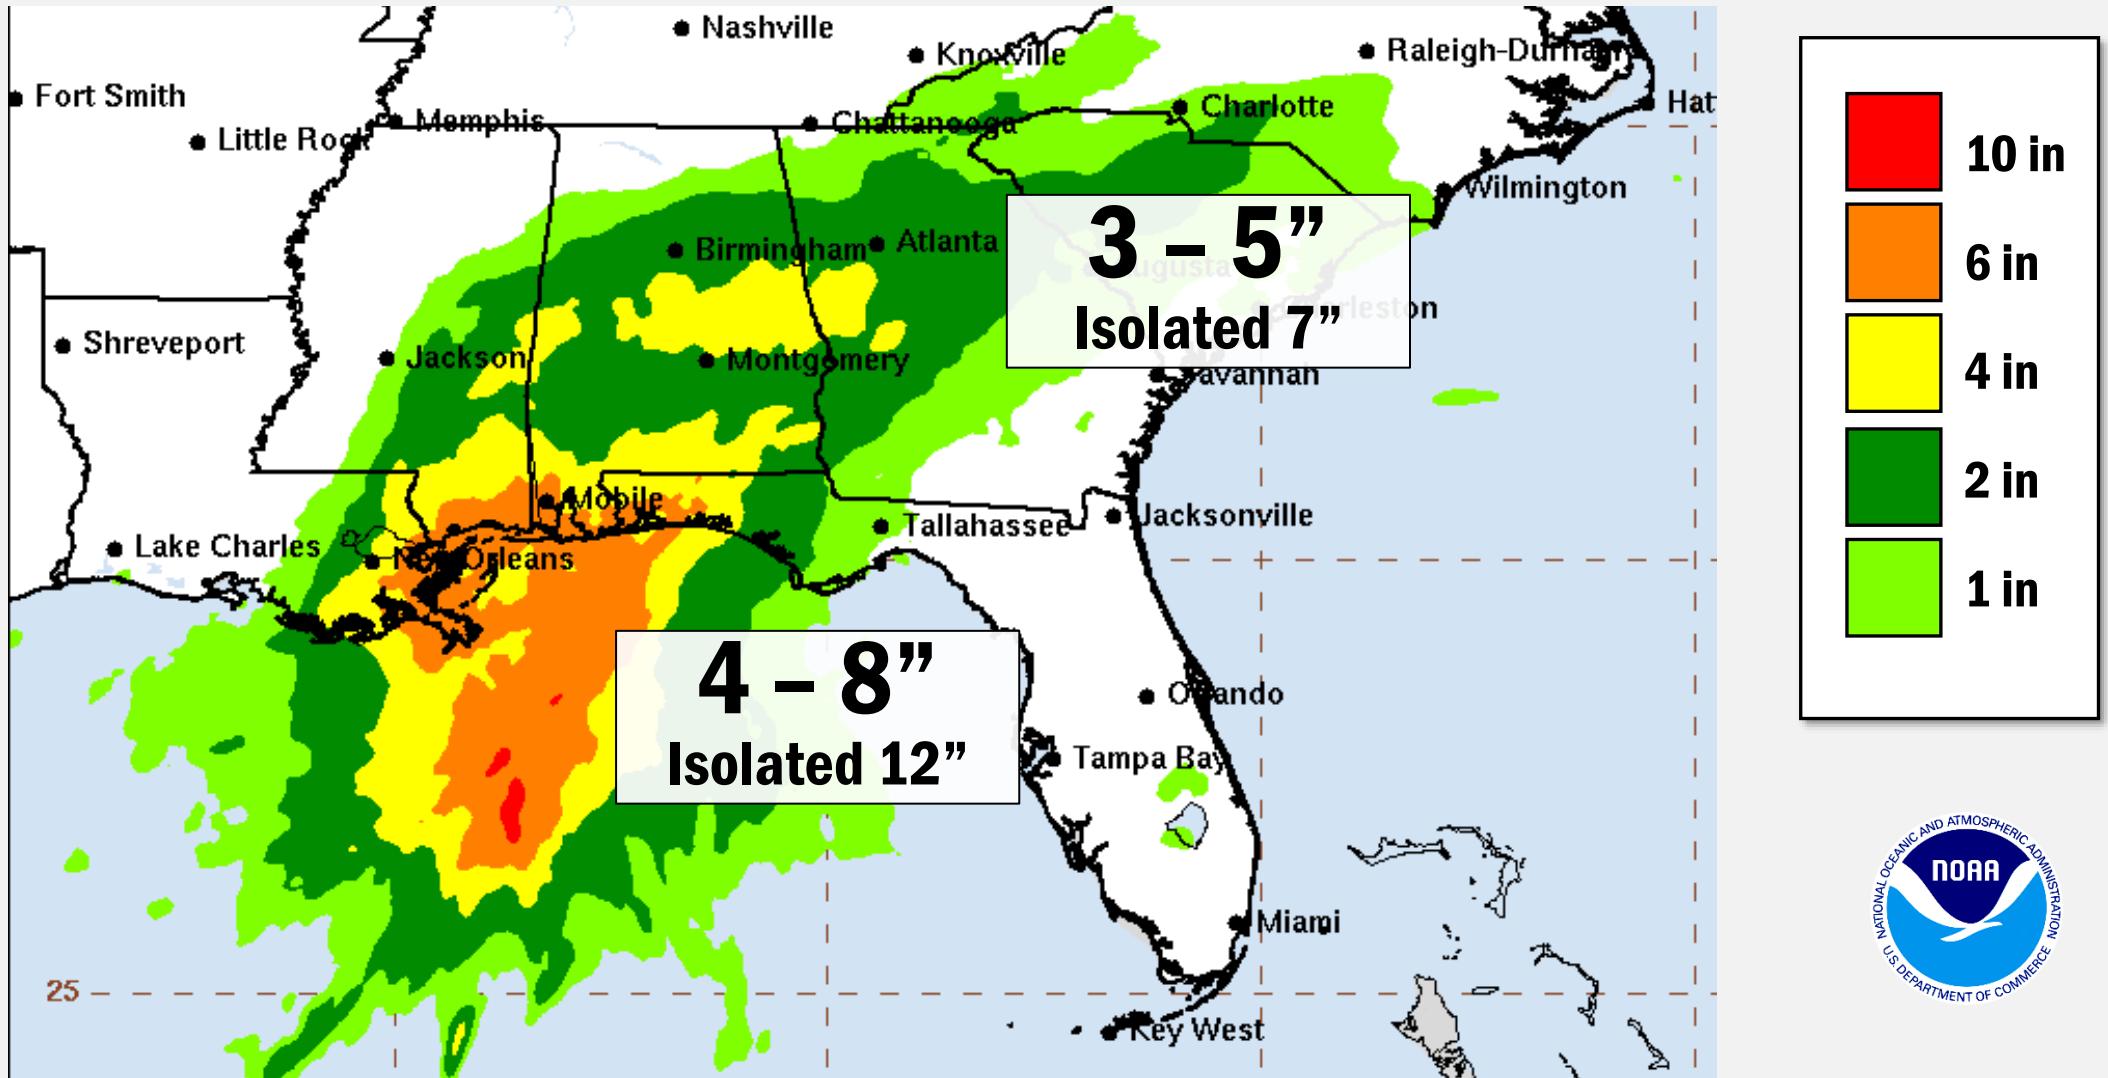 Nashville
Knoxville
Raleigh-Durham
Fort Smith
Memphis
Chattanooga
Charlotte
Hat
Little Rock
Wilmington
Birmingham
Atlanta
3 – 5”
Isolated 7”
Augusta
Charleston
Shreveport
Jackson
Montgomery
avannah
Mobile
Tallahassee
Jacksonville
Lake Charles
New Orleans
4 – 8”
Isolated 12”
Orlando
Tampa Bay
Miami
25
Key West
10 in
6 in
4 in
2 in
1 in
NATIONAL OCEANIC AND ATMOSPHERIC ADMINISTRATION
NOAA
U.S. DEPARTMENT OF COMMERCE